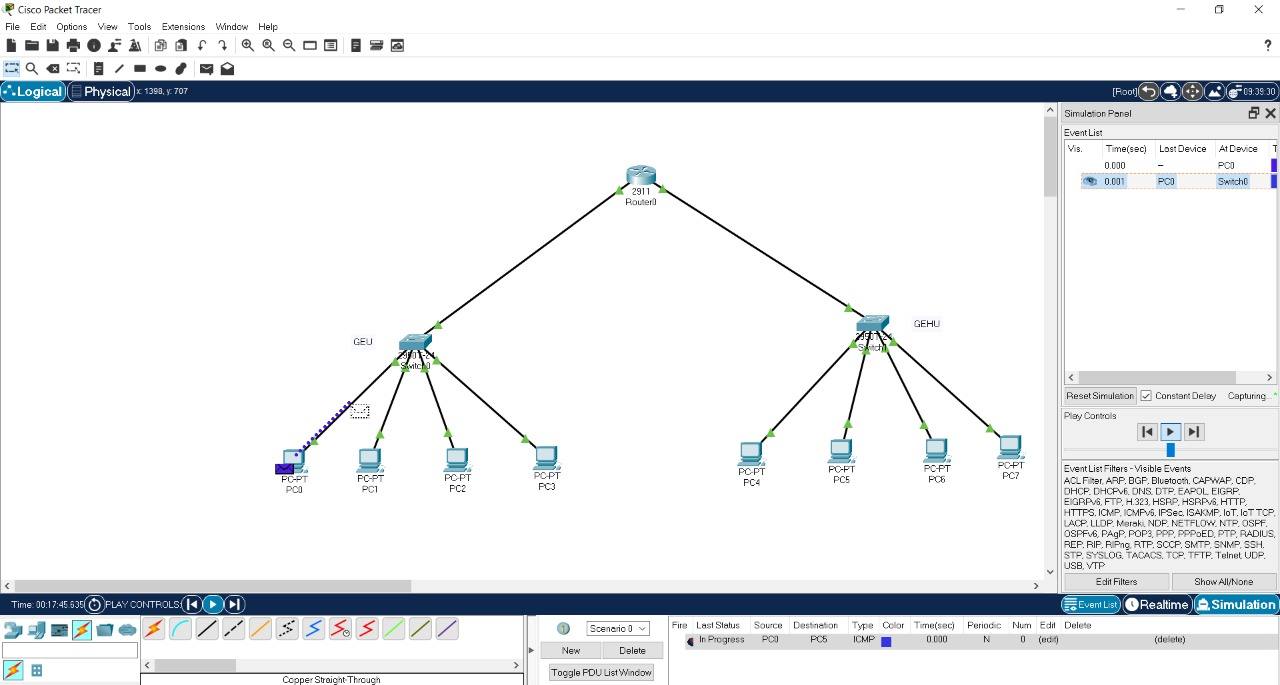 Cisco Packet Tracer
File Edit Options View Tools Extensions Window Help
?
Logical Physical x: 1398, y: 707 [Root] 09:39:30
Simulation Panel
Event List
Vis. Time(sec) Last Device At Device T
0.000 -- PC0
0.001 PC0 Switch0
2911
Router0
GEU
GEHU
2950T-24
Switch0
2950T-24
PC-PT
PC0
PC-PT
PC1
PC-PT
PC2
PC-PT
PC3
PC-PT
PC4
PC-PT
PC5
PC-PT
PC6
PC-PT
PC7
Reset Simulation Constant Delay Capturing...
Play Controls
Event List Filters - Visible Events
ACL Filter, ARP, BGP, Bluetooth, CAPWAP, CDP,
DHCP, DHCPv6, DNS, DTP, EAPOL, EIGRP,
EIGRPv6, FTP, H.323, HSRP, HSRPv6, HTTP,
HTTPS, ICMP, ICMPv6, IPSec, ISAKMP, IoT, IoT TCP,
LACP, LLDP, Meraki, NDP, NETFLOW, NTP, OSPF,
OSPFv6, PAgP, POP3, PPP, PPPoED, PTP, RADIUS,
REP, RIP, RIPng, RTP, SCCP, SMTP, SNMP, SSH,
STP, SYSLOG, TACACS, TCP, TFTP, Telnet, UDP,
USB, VTP
Edit Filters Show All/None
Time: 00:17:45.635 PLAY CONTROLS: Event List Realtime Simulation
Scenario 0
New Delete
Toggle PDU List Window
Fire Last Status Source Destination Type Color Time(sec) Periodic Num Edit Delete
In Progress PC0 PC5 ICMP 0.000 N 0 (edit) (delete)
Copper Straight-Through